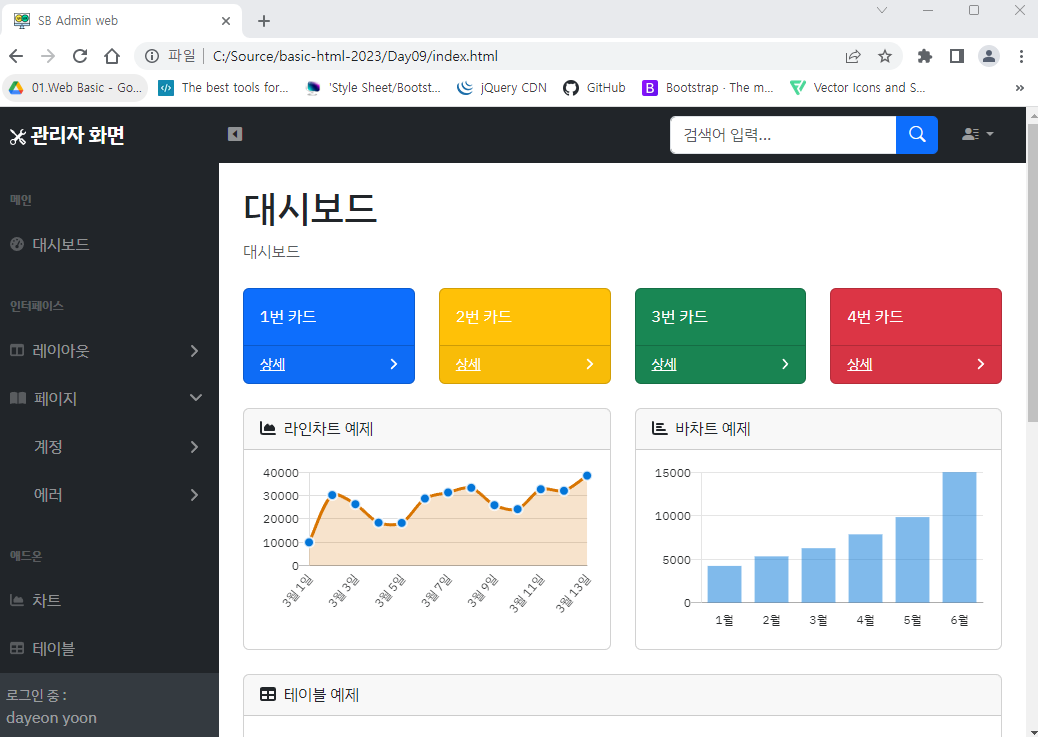 SB Admin web
파일 C:/Source/basic-html-2023/Day09/index.html
01.Web Basic - Go... The best tools for... 'Style Sheet/Bootst... jQuery CDN GitHub Bootstrap · The m... Vector Icons and S... »
관리자 화면
검색어 입력...
메인
대시보드
인터페이스
레이아웃
페이지
계정
에러
애드온
차트
테이블
로그인 중 :
dayeon yoon
대시보드
대시보드
1번 카드
상세
2번 카드
상세
3번 카드
상세
4번 카드
상세
라인차트 예제
40000
30000
20000
10000
0
3월 1일 3월 3일 3월 5일 3월 7일 3월 9일 3월 11일 3월 13일
바차트 예제
15000
10000
5000
0
1월 2월 3월 4월 5월 6월
테이블 예제